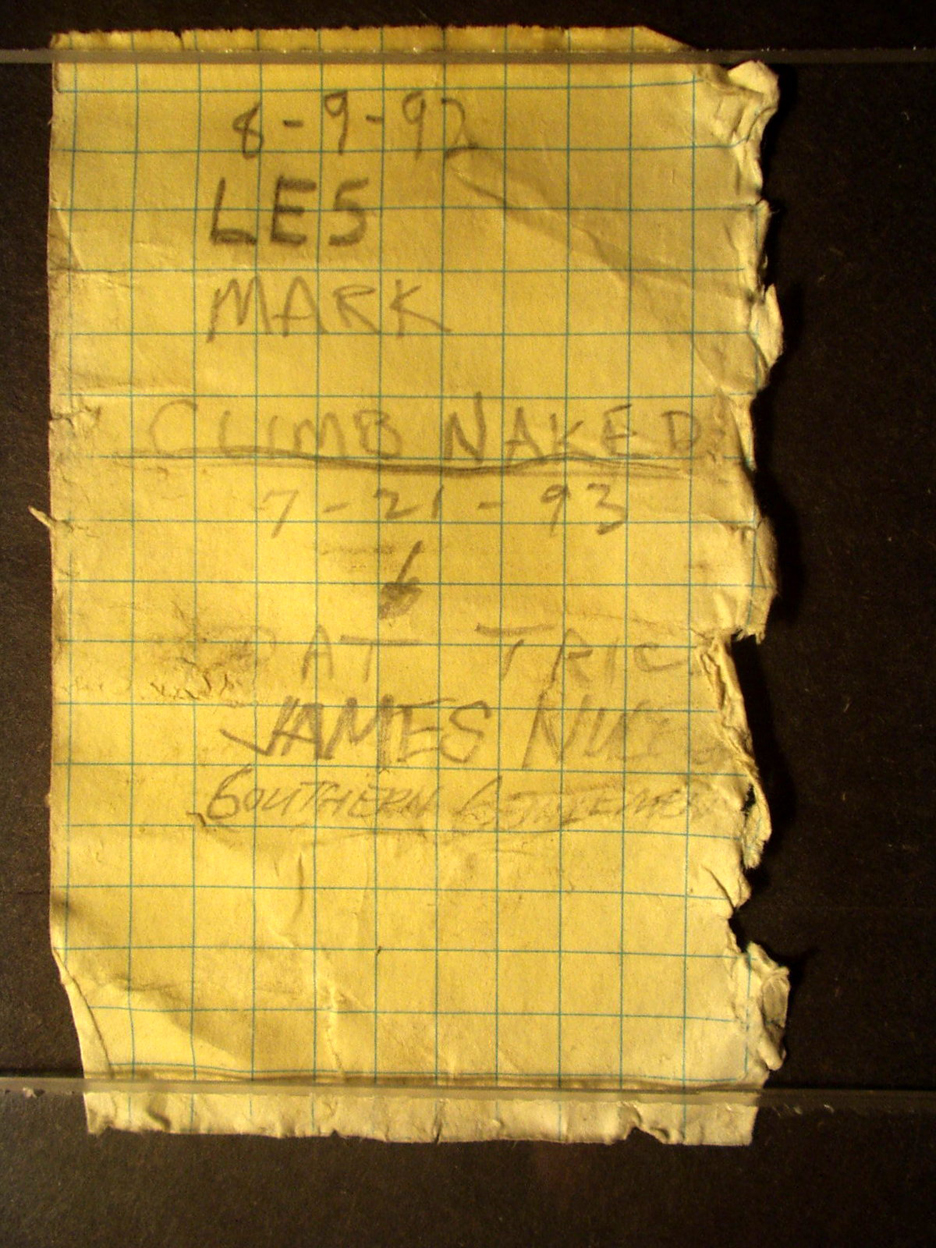 8-9-92
LES
MARK
CLIMB NAKED
7-21-93
JAMES
SOUTHERN